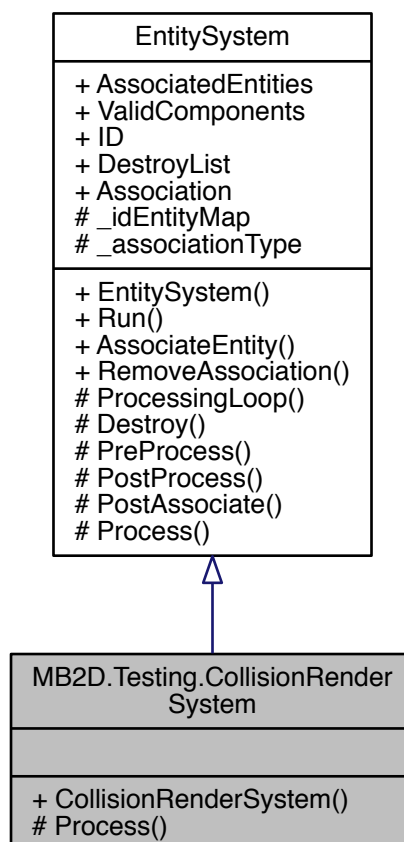 EntitySystem
+ AssociatedEntities
+ ValidComponents
+ ID
+ DestroyList
+ Association
# _idEntityMap
# _associationType
+ EntitySystem()
+ Run()
+ AssociateEntity()
+ RemoveAssociation()
# ProcessingLoop()
# Destroy()
# PreProcess()
# PostProcess()
# PostAssociate()
# Process()
MB2D.Testing.CollisionRender
System
+ CollisionRenderSystem()
# Process()